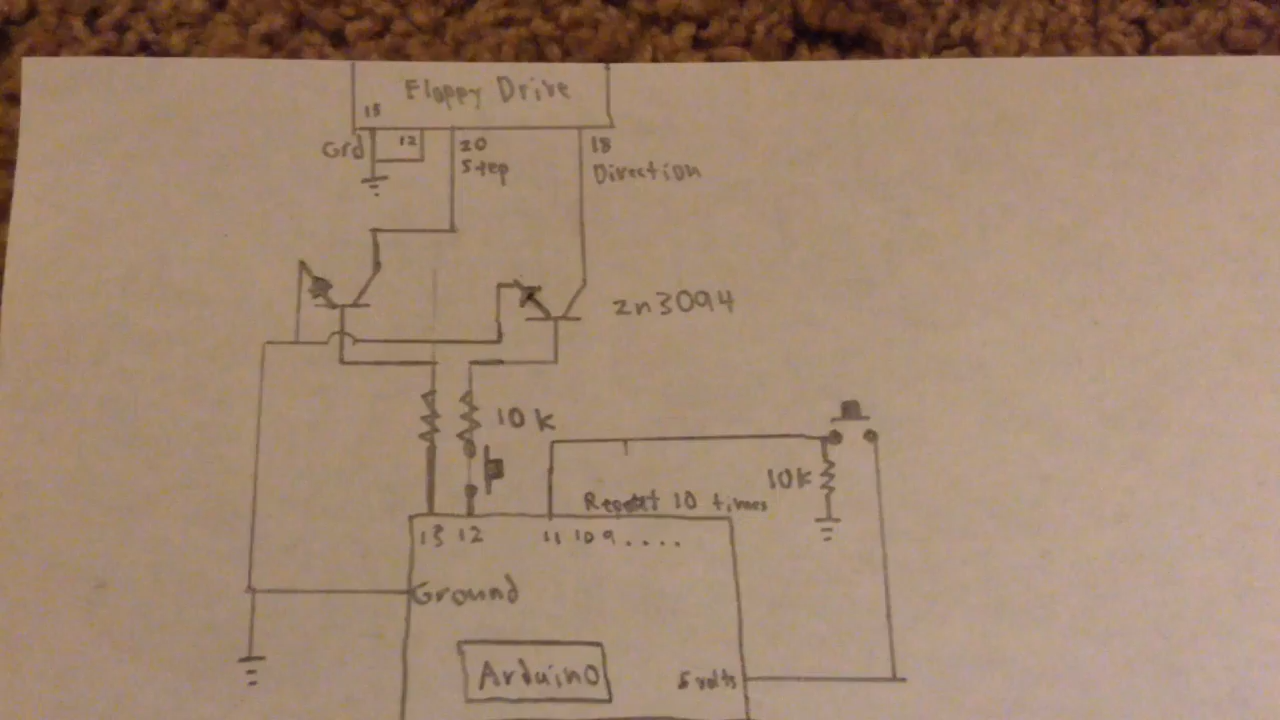 Floppy Drive
15
Grd
12
20
Step
18
Direction
2n3094
10k
10k
Repeat 10 times
13 12 11 10 9 . . . .
Ground
Arduino
5 volts